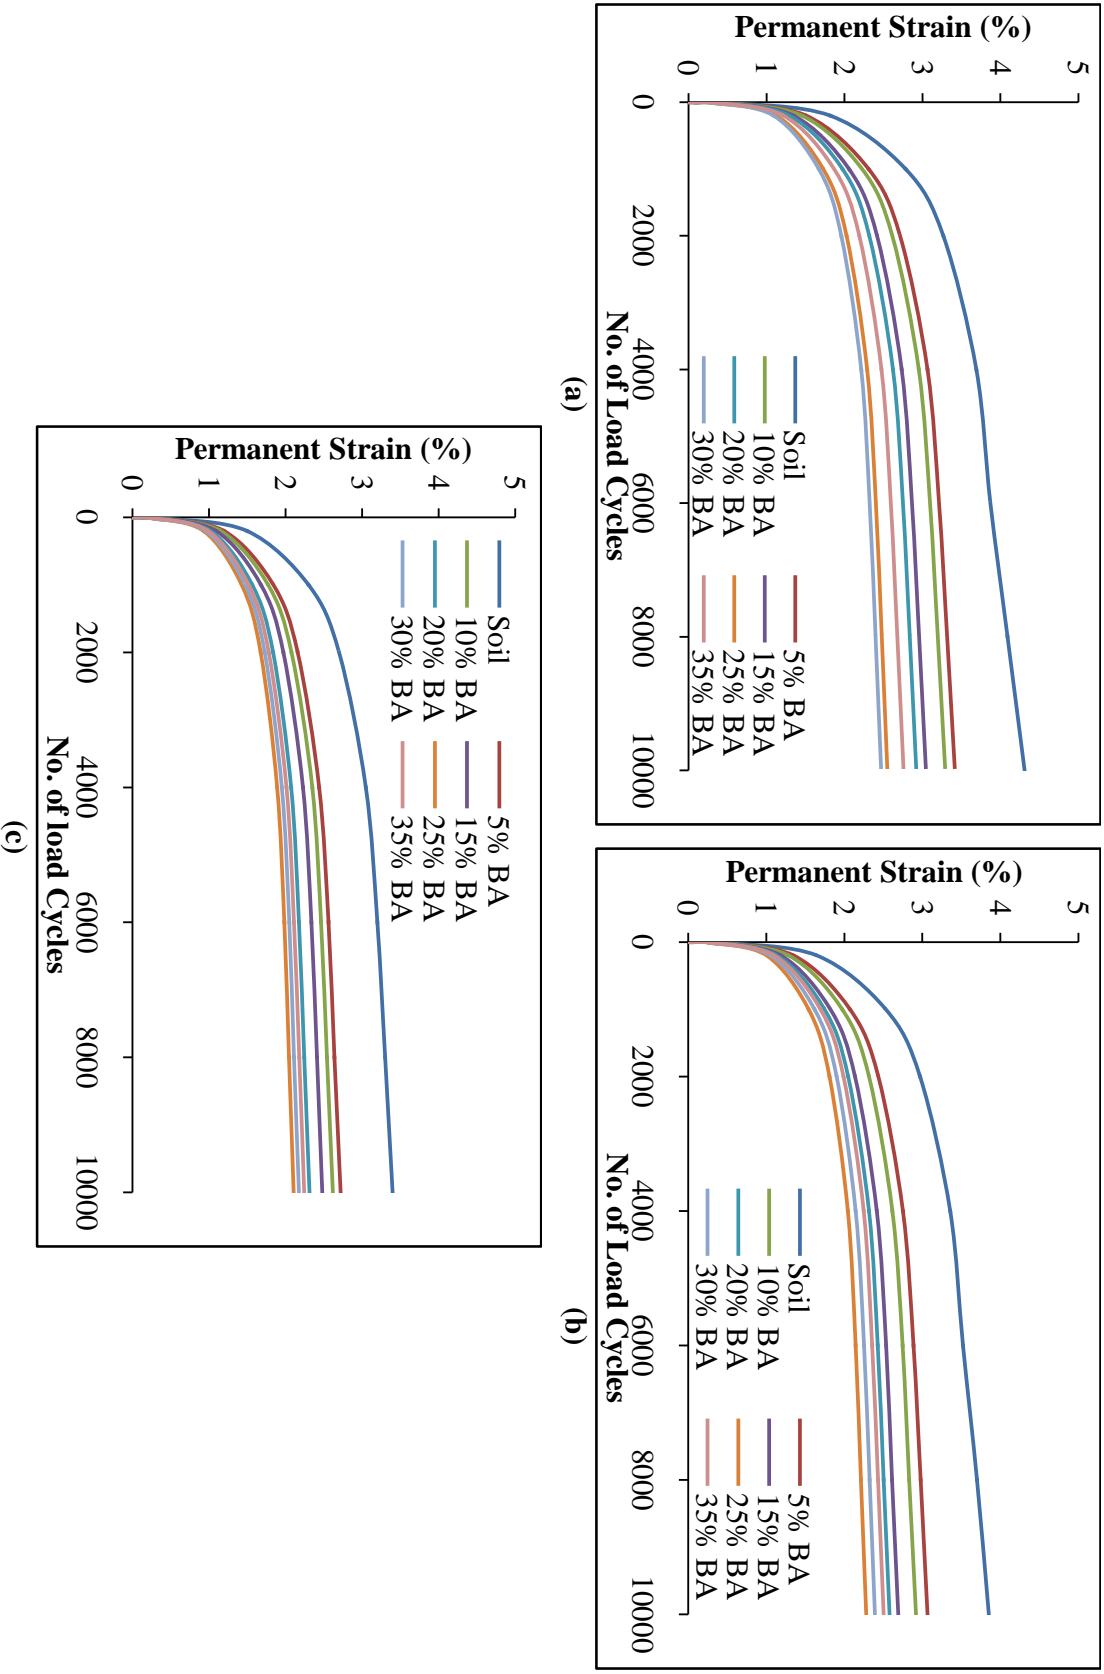 Permanent Strain (%)
5
4
3
2
1
0
0 2000 4000 6000 8000 10000
No. of Load Cycles
Soil 5% BA
10% BA 15% BA
20% BA 25% BA
30% BA 35% BA
(a)
Permanent Strain (%)
5
4
3
2
1
0
0 2000 4000 6000 8000 10000
No. of Load Cycles
Soil 5% BA
10% BA 15% BA
20% BA 25% BA
30% BA 35% BA
(b)
Permanent Strain (%)
5
4
3
2
1
0
Soil 5% BA
10% BA 15% BA
20% BA 25% BA
30% BA 35% BA
0 2000 4000 6000 8000 10000
No. of load Cycles
(c)